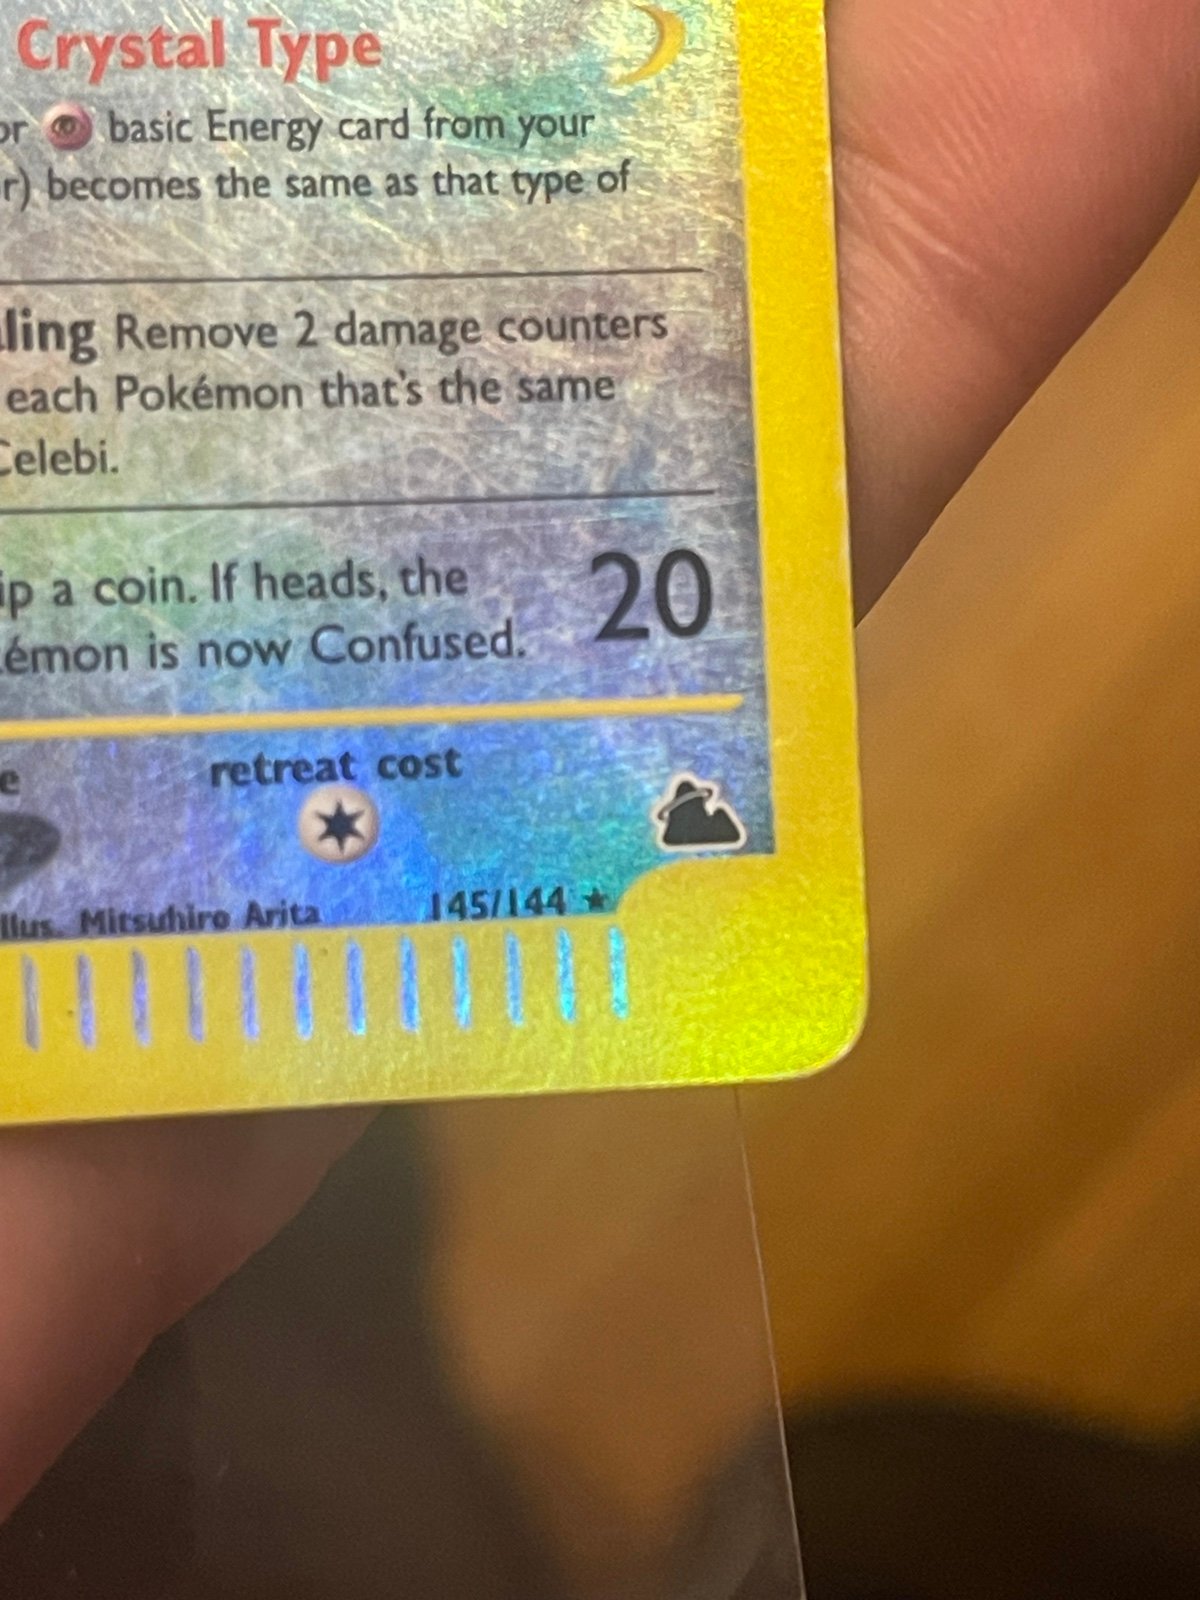 Crystal Type
or basic Energy card from your
r) becomes the same as that type of
ling Remove 2 damage counters
each Pokémon that's the same
Celebi.
ip a coin. If heads, the
émon is now Confused.
20
e
retreat cost
Illus. Mitsuhiro Arita
145/144 ★